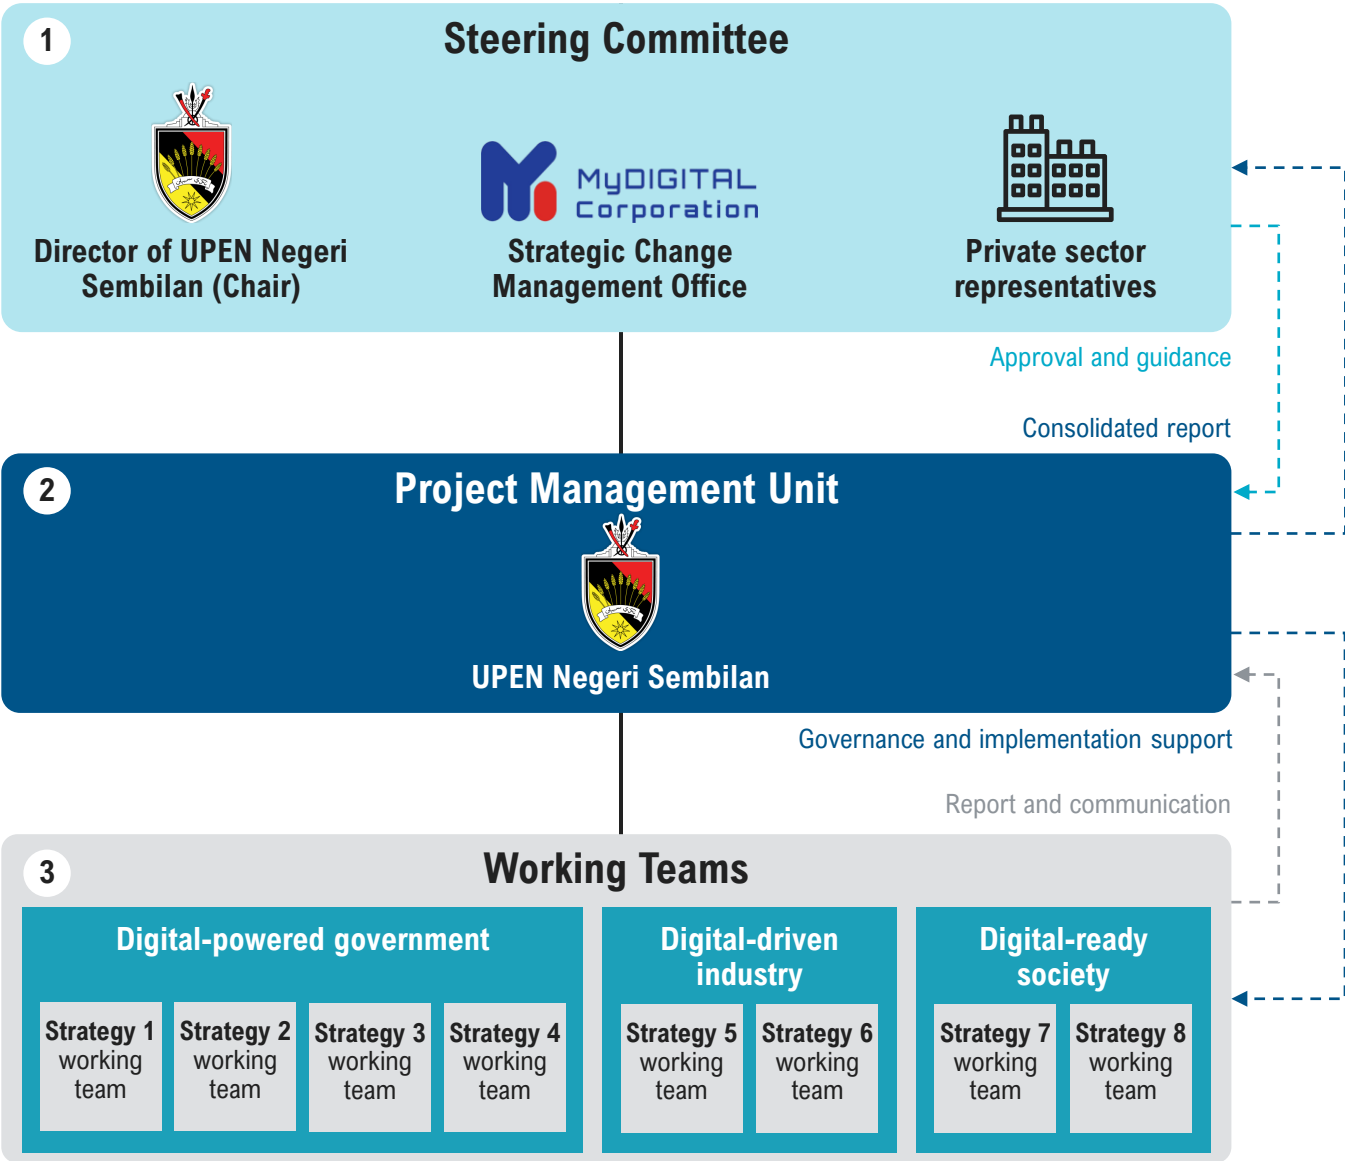 1
Steering Committee
MyDIGITAL
Corporation
Director of UPEN Negeri
Sembilan (Chair)
Strategic Change
Management Office
Private sector
representatives
Approval and guidance
Consolidated report
2
Project Management Unit
UPEN Negeri Sembilan
Governance and implementation support
Report and communication
3
Working Teams
Digital-powered government
Strategy 1
working
team
Strategy 2
working
team
Strategy 3
working
team
Strategy 4
working
team
Digital-driven
industry
Strategy 5
working
team
Strategy 6
working
team
Digital-ready
society
Strategy 7
working
team
Strategy 8
working
team